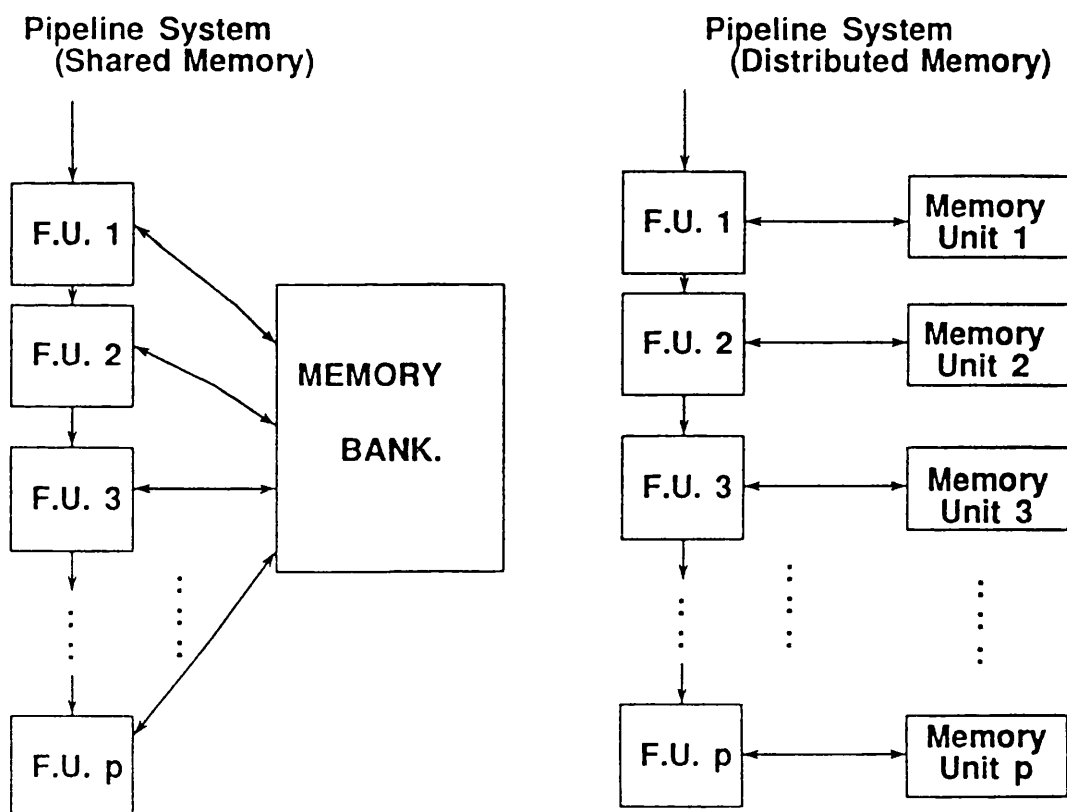 Pipeline System
(Shared Memory)
F.U. 1
F.U. 2
F.U. 3
F.U. p
MEMORY
BANK.
Pipeline System
(Distributed Memory)
F.U. 1
Memory
Unit 1
F.U. 2
Memory
Unit 2
F.U. 3
Memory
Unit 3
F.U. p
Memory
Unit p